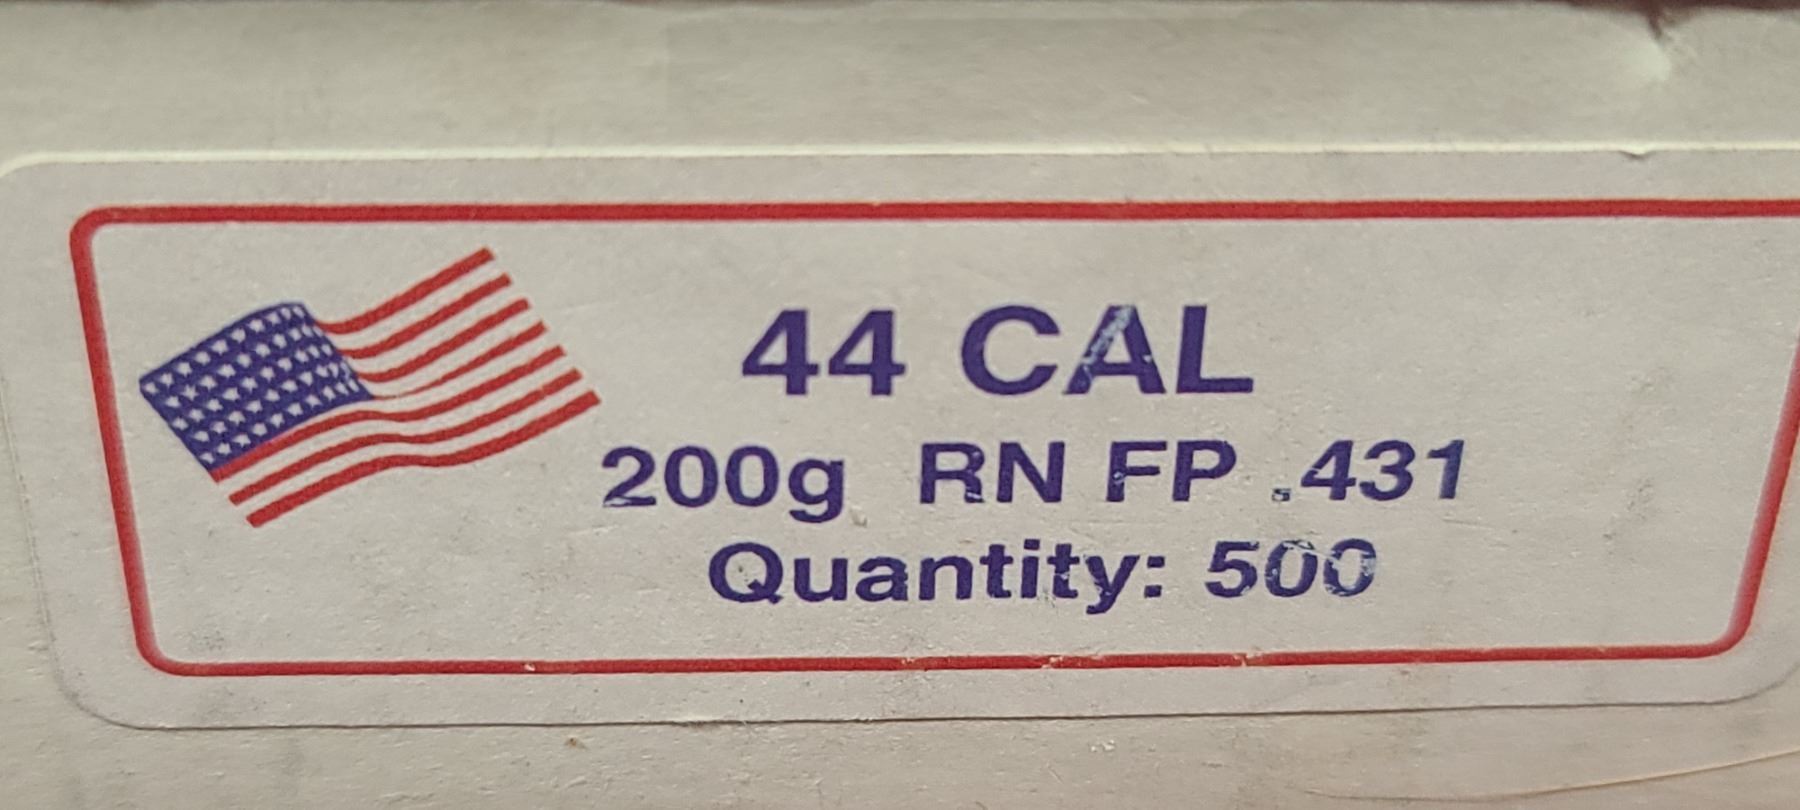 44 CAL
200g RN FP .431
Quantity: 500